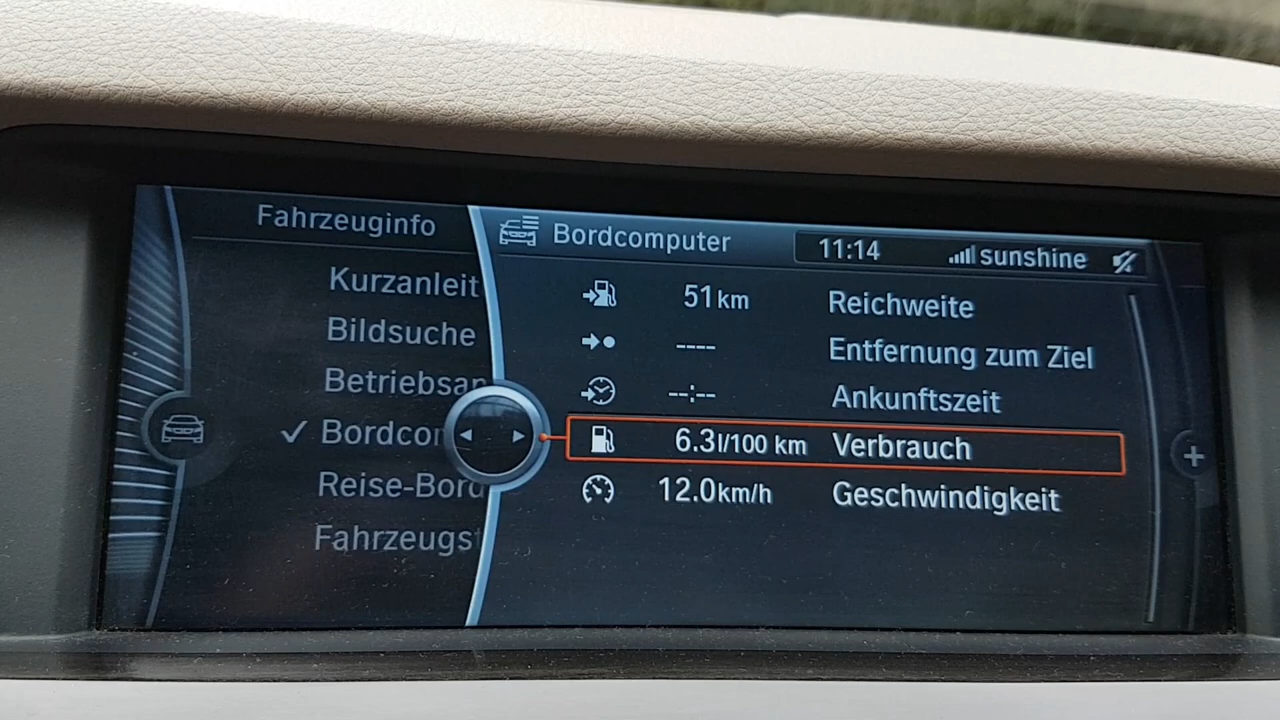 Fahrzeuginfo
Kurzanleit
Bildsuche
Betriebsan
Bordcom
Reise-Bord
Fahrzeugst
Bordcomputer
11:14 sunshine
51 km Reichweite
---- Entfernung zum Ziel
--:-- Ankunftszeit
6.3 l/100 km Verbrauch
12.0 km/h Geschwindigkeit